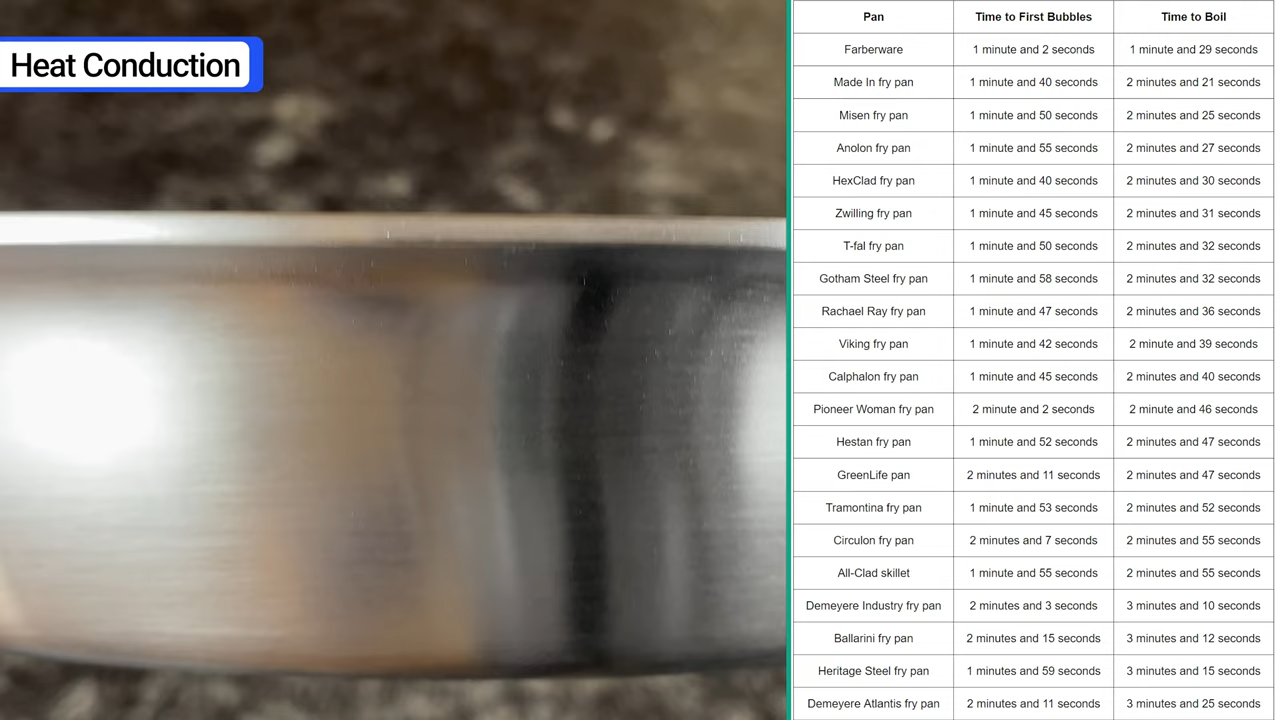 Heat Conduction
Pan Time to First Bubbles Time to Boil
Farberware 1 minute and 2 seconds 1 minute and 29 seconds
Made In fry pan 1 minute and 40 seconds 2 minutes and 21 seconds
Misen fry pan 1 minute and 50 seconds 2 minutes and 25 seconds
Anolon fry pan 1 minute and 55 seconds 2 minutes and 27 seconds
HexClad fry pan 1 minute and 40 seconds 2 minutes and 30 seconds
Zwilling fry pan 1 minute and 45 seconds 2 minutes and 31 seconds
T-fal fry pan 1 minute and 50 seconds 2 minutes and 32 seconds
Gotham Steel fry pan 1 minute and 58 seconds 2 minutes and 32 seconds
Rachael Ray fry pan 1 minute and 47 seconds 2 minutes and 36 seconds
Viking fry pan 1 minute and 42 seconds 2 minute and 39 seconds
Calphalon fry pan 1 minute and 45 seconds 2 minutes and 40 seconds
Pioneer Woman fry pan 2 minute and 2 seconds 2 minute and 46 seconds
Hestan fry pan 1 minute and 52 seconds 2 minutes and 47 seconds
GreenLife pan 2 minutes and 11 seconds 2 minutes and 47 seconds
Tramontina fry pan 1 minute and 53 seconds 2 minutes and 52 seconds
Circulon fry pan 2 minutes and 7 seconds 2 minutes and 55 seconds
All-Clad skillet 1 minute and 55 seconds 2 minutes and 55 seconds
Demeyere Industry fry pan 2 minutes and 3 seconds 3 minutes and 10 seconds
Ballarini fry pan 2 minutes and 15 seconds 3 minutes and 12 seconds
Heritage Steel fry pan 1 minute and 59 seconds 3 minutes and 15 seconds
Demeyere Atlantis fry pan 2 minutes and 11 seconds 3 minutes and 25 seconds